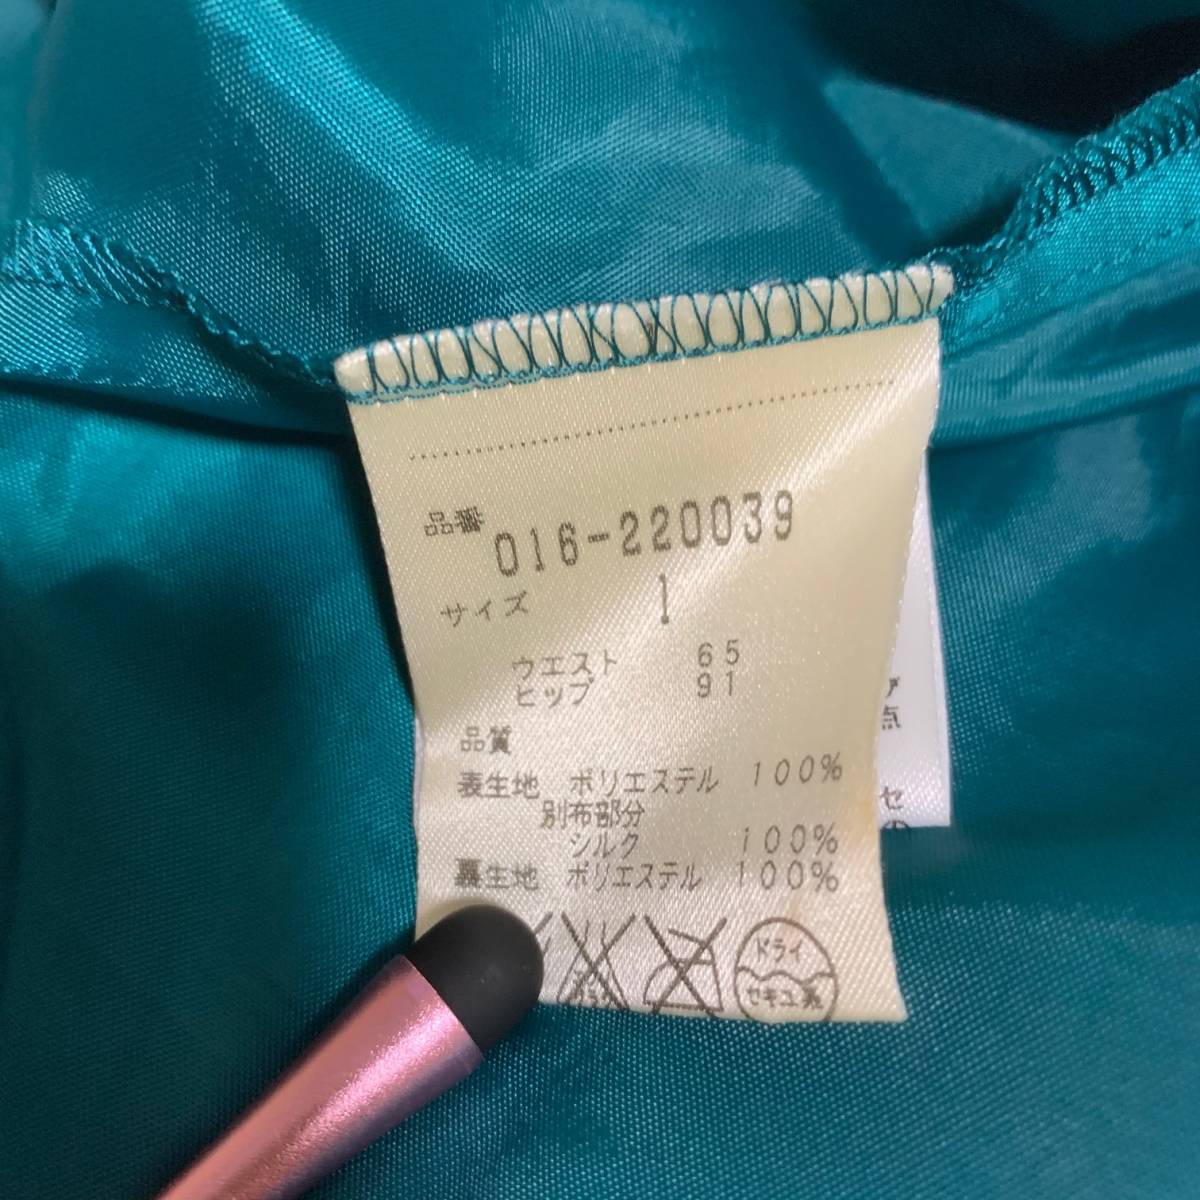 品番 016-220039
サイズ 1
ウエスト 65
ヒップ 91
品質
表生地 ポリエステル 100%
別布部分
シルク 100%
裏生地 ポリエステル 100%
ドライ
セキユ系
点
セ